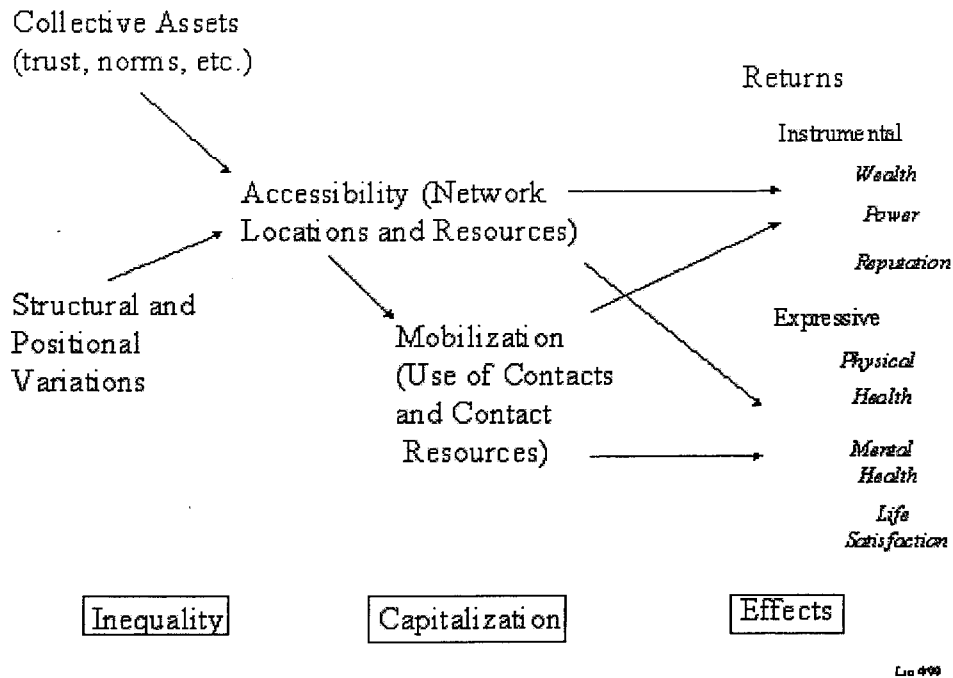 Collective Assets
(trust, norms, etc.)
Returns
Instrumental
Wealth
Power
Reputation
Accessibility (Network
Locations and Resources)
Structural and
Positional
Variations
Mobilization
(Use of Contacts
and Contact
Resources)
Expressive
Physical
Health
Mental
Health
Life
Satisfaction
Inequality
Capitalization
Effects